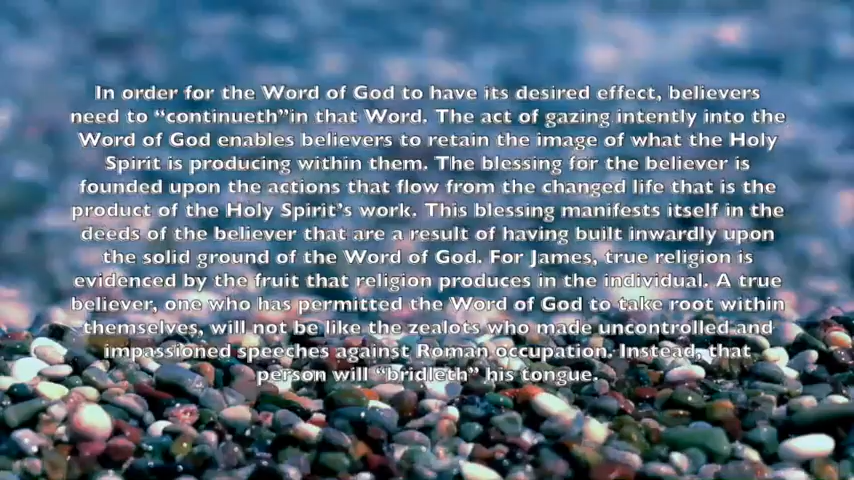 In order for the Word of God to have its desired effect, believers
need to “continueth”in that Word. The act of gazing intently into the
Word of God enables believers to retain the image of what the Holy
Spirit is producing within them. The blessing for the believer is
founded upon the actions that flow from the changed life that is the
product of the Holy Spirit’s work. This blessing manifests itself in the
deeds of the believer that are a result of having built inwardly upon
the solid ground of the Word of God. For James, true religion is
evidenced by the fruit that religion produces in the individual. A true
believer, one who has permitted the Word of God to take root within
themselves, will not be like the zealots who made uncontrolled and
impassioned speeches against Roman occupation. Instead, that
person will “bridleth” his tongue.